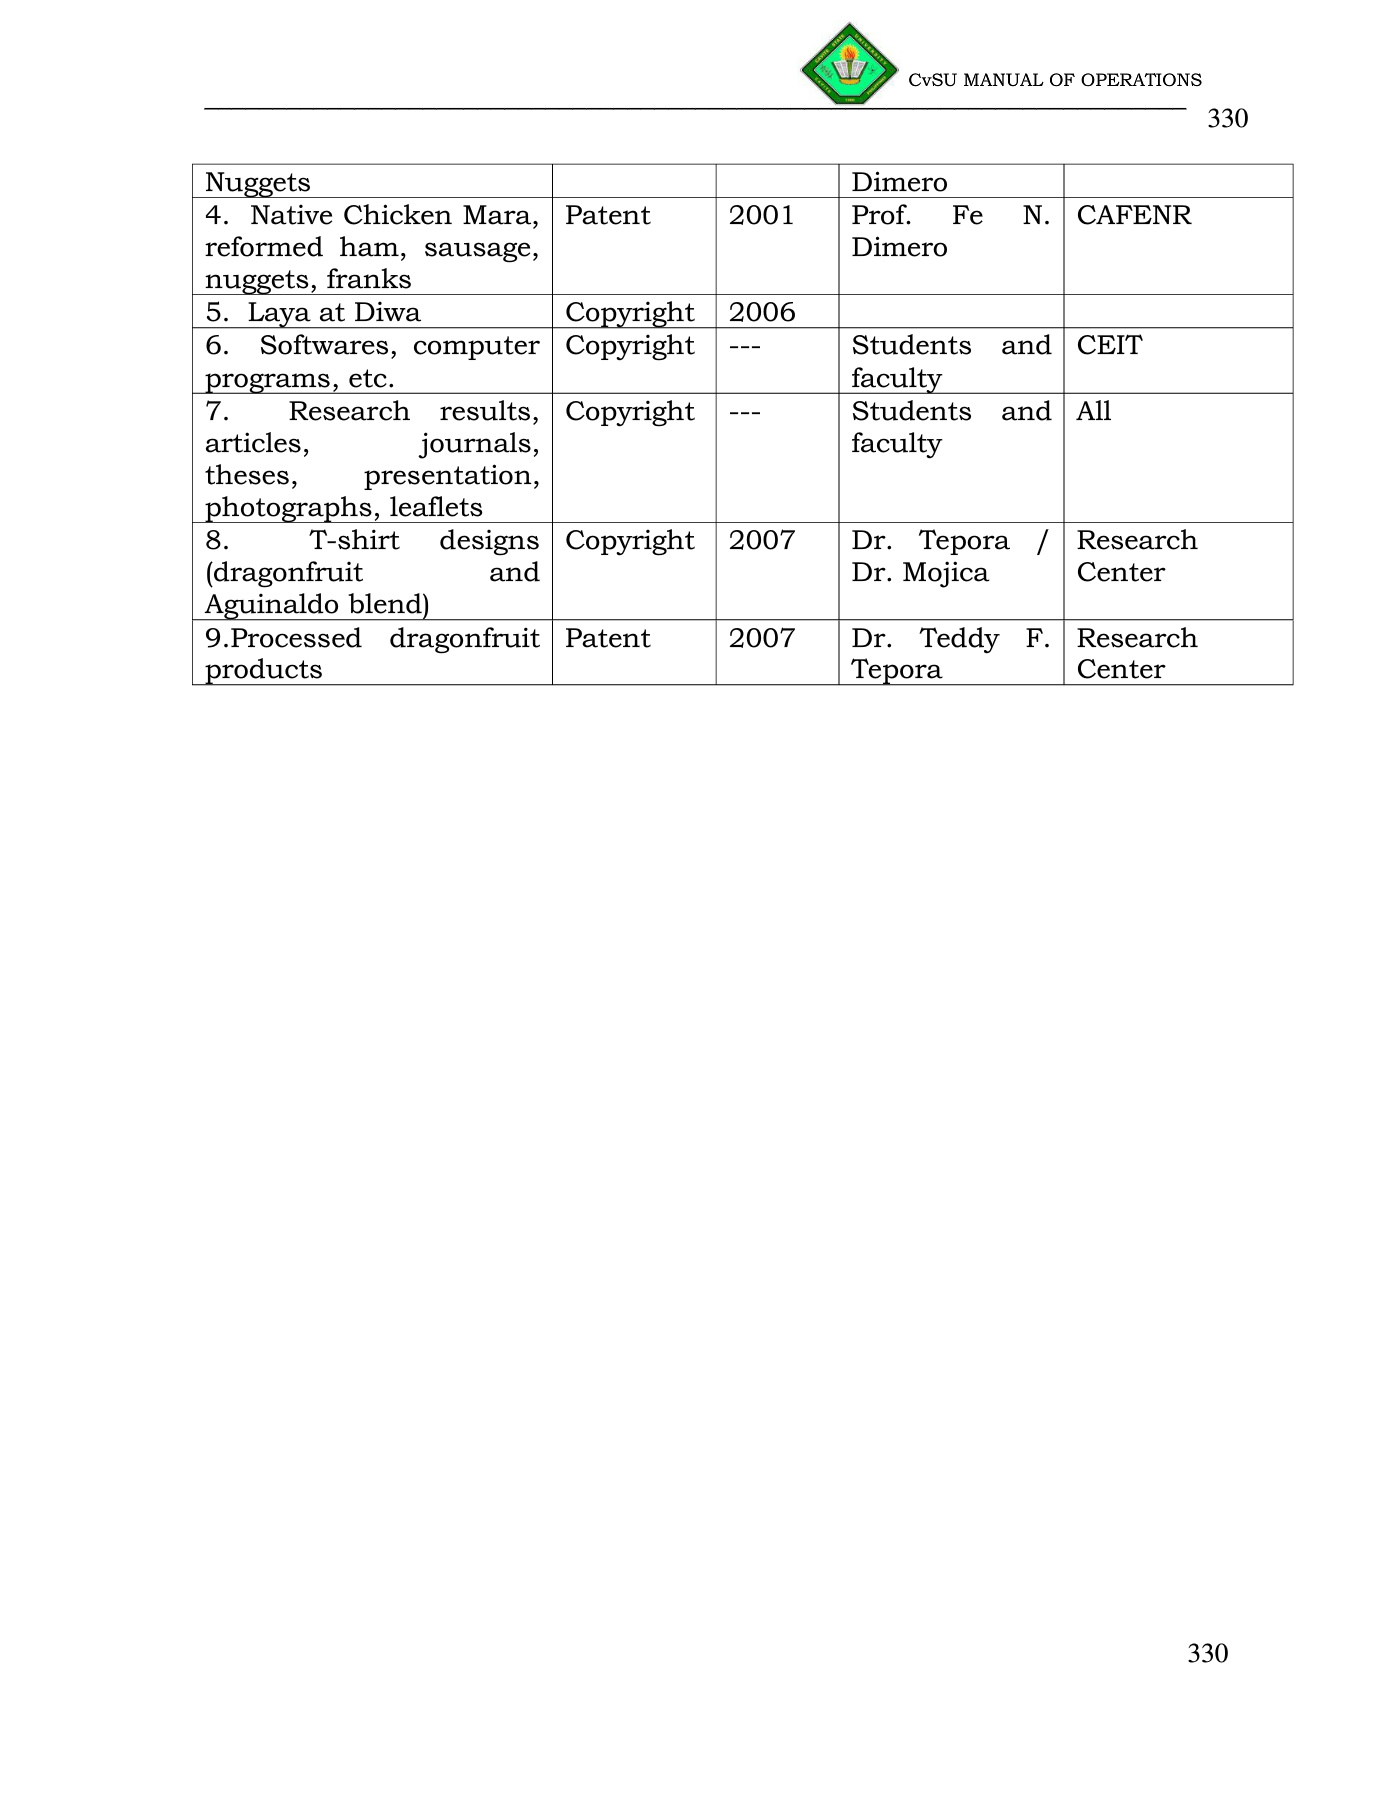 CvSU MANUAL OF OPERATIONS
330
Nuggets Dimero
4. Native Chicken Mara, Patent 2001 Prof. Fe N. CAFENR
reformed ham, sausage, Dimero
nuggets, franks
5. Laya at Diwa Copyright 2006
6. Softwares, computer Copyright --- Students and CEIT
programs, etc. faculty
7. Research results, Copyright --- Students and All
articles, journals, faculty
theses, presentation,
photographs, leaflets
8. T-shirt designs Copyright 2007 Dr. Tepora / Research
(dragonfruit and Dr. Mojica Center
Aguinaldo blend)
9.Processed dragonfruit Patent 2007 Dr. Teddy F. Research
products Tepora Center
330